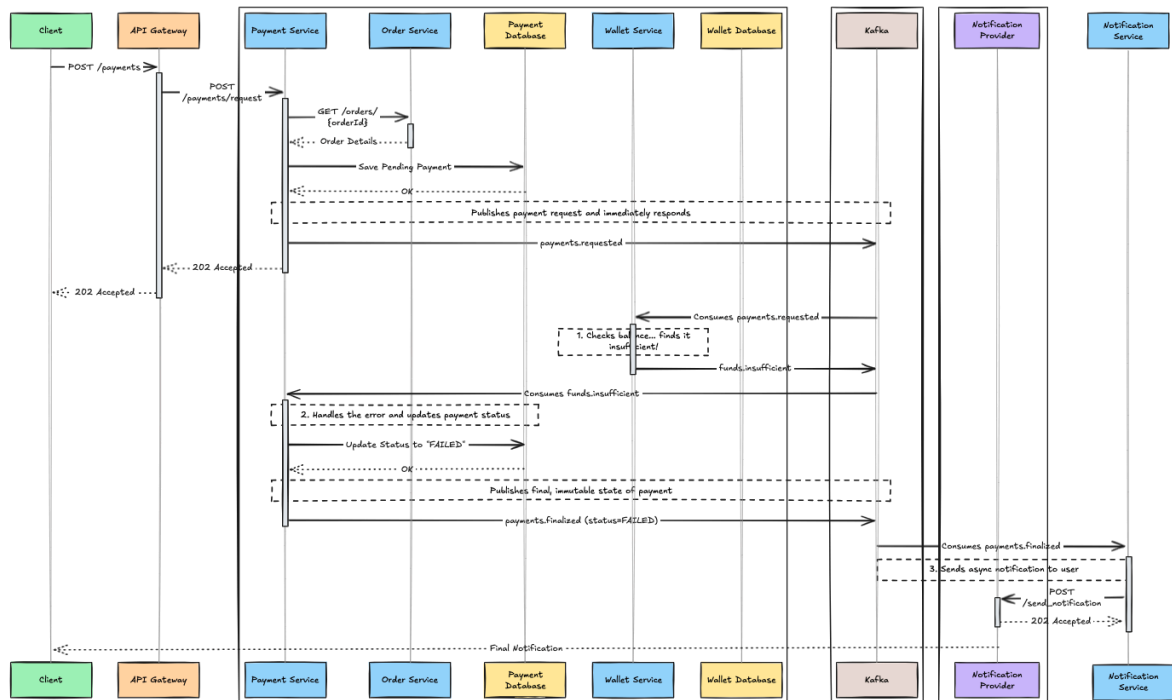 Client
API Gateway
Payment Service
Order Service
Payment
Database
Wallet Service
Wallet Database
Kafka
Notification
Provider
Notification
Service
POST /payments
POST
/payments/request
GET /orders/
{orderId}
Order Details
Save Pending Payment
OK
Publishes payment request and immediately responds
payments.requested
202 Accepted
202 Accepted
Consumes payments.requested
1. Checks balance... finds it
insufficient!
funds.insufficient
Consumes funds.insufficient
2. Handles the error and updates payment status
Update Status to "FAILED"
OK
Publishes final, immutable state of payment
payments.finalized (status=FAILED)
Consumes payments.finalized
3. Sends async notification to user
POST
/send_notification
202 Accepted
Final Notification
Client
API Gateway
Payment Service
Order Service
Payment
Database
Wallet Service
Wallet Database
Kafka
Notification
Provider
Notification
Service